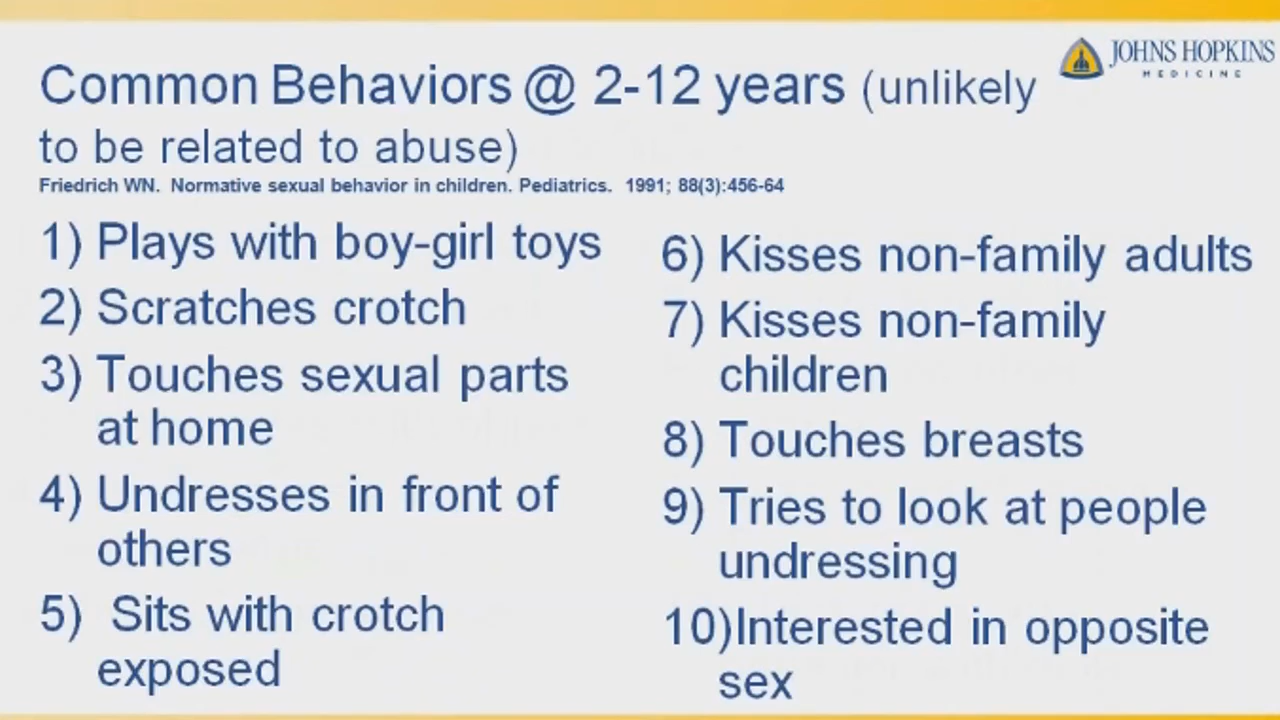 JOHNS HOPKINS
MEDICINE
Common Behaviors @ 2-12 years (unlikely
to be related to abuse)
Friedrich WN. Normative sexual behavior in children. Pediatrics. 1991; 88(3):456-64
1) Plays with boy-girl toys
2) Scratches crotch
3) Touches sexual parts
at home
4) Undresses in front of
others
5) Sits with crotch
exposed
6) Kisses non-family adults
7) Kisses non-family
children
8) Touches breasts
9) Tries to look at people
undressing
10)Interested in opposite
sex